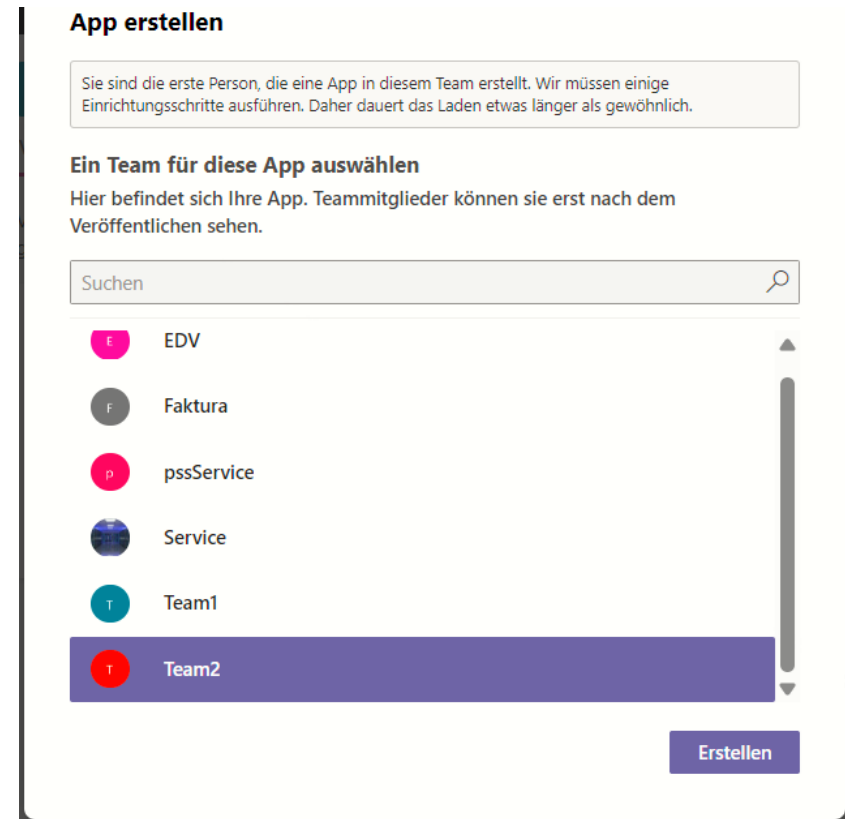 App erstellen
Sie sind die erste Person, die eine App in diesem Team erstellt. Wir müssen einige
Einrichtungsschritte ausführen. Daher dauert das Laden etwas länger als gewöhnlich.
Ein Team für diese App auswählen
Hier befindet sich Ihre App. Teammitglieder können sie erst nach dem
Veröffentlichen sehen.
Suchen
E EDV
F Faktura
p pssService
Service
T Team1
T Team2
Erstellen